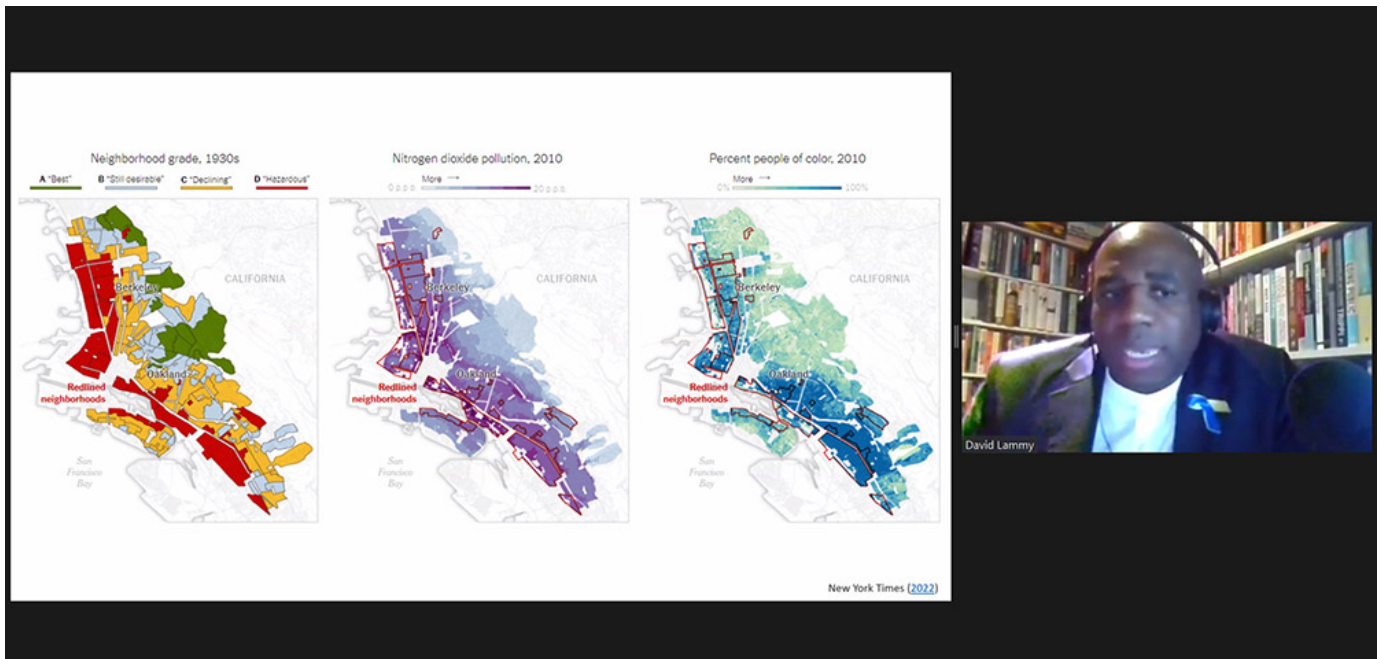 Neighborhood grade, 1930s
A "Best" B "Still desirable" C "Declining" D "Hazardous"
CALIFORNIA
Berkeley
Oakland
Redlined
neighborhoods
San
Francisco
Bay
Nitrogen dioxide pollution, 2010
More →
0 p.p.b. 20 p.p.b.
CALIFORNIA
Berkeley
Oakland
Redlined
neighborhoods
San
Francisco
Bay
Percent people of color, 2010
More →
0% 100%
CALIFORNIA
Berkeley
Oakland
Redlined
neighborhoods
San
Francisco
Bay
New York Times (2022)
David Lammy